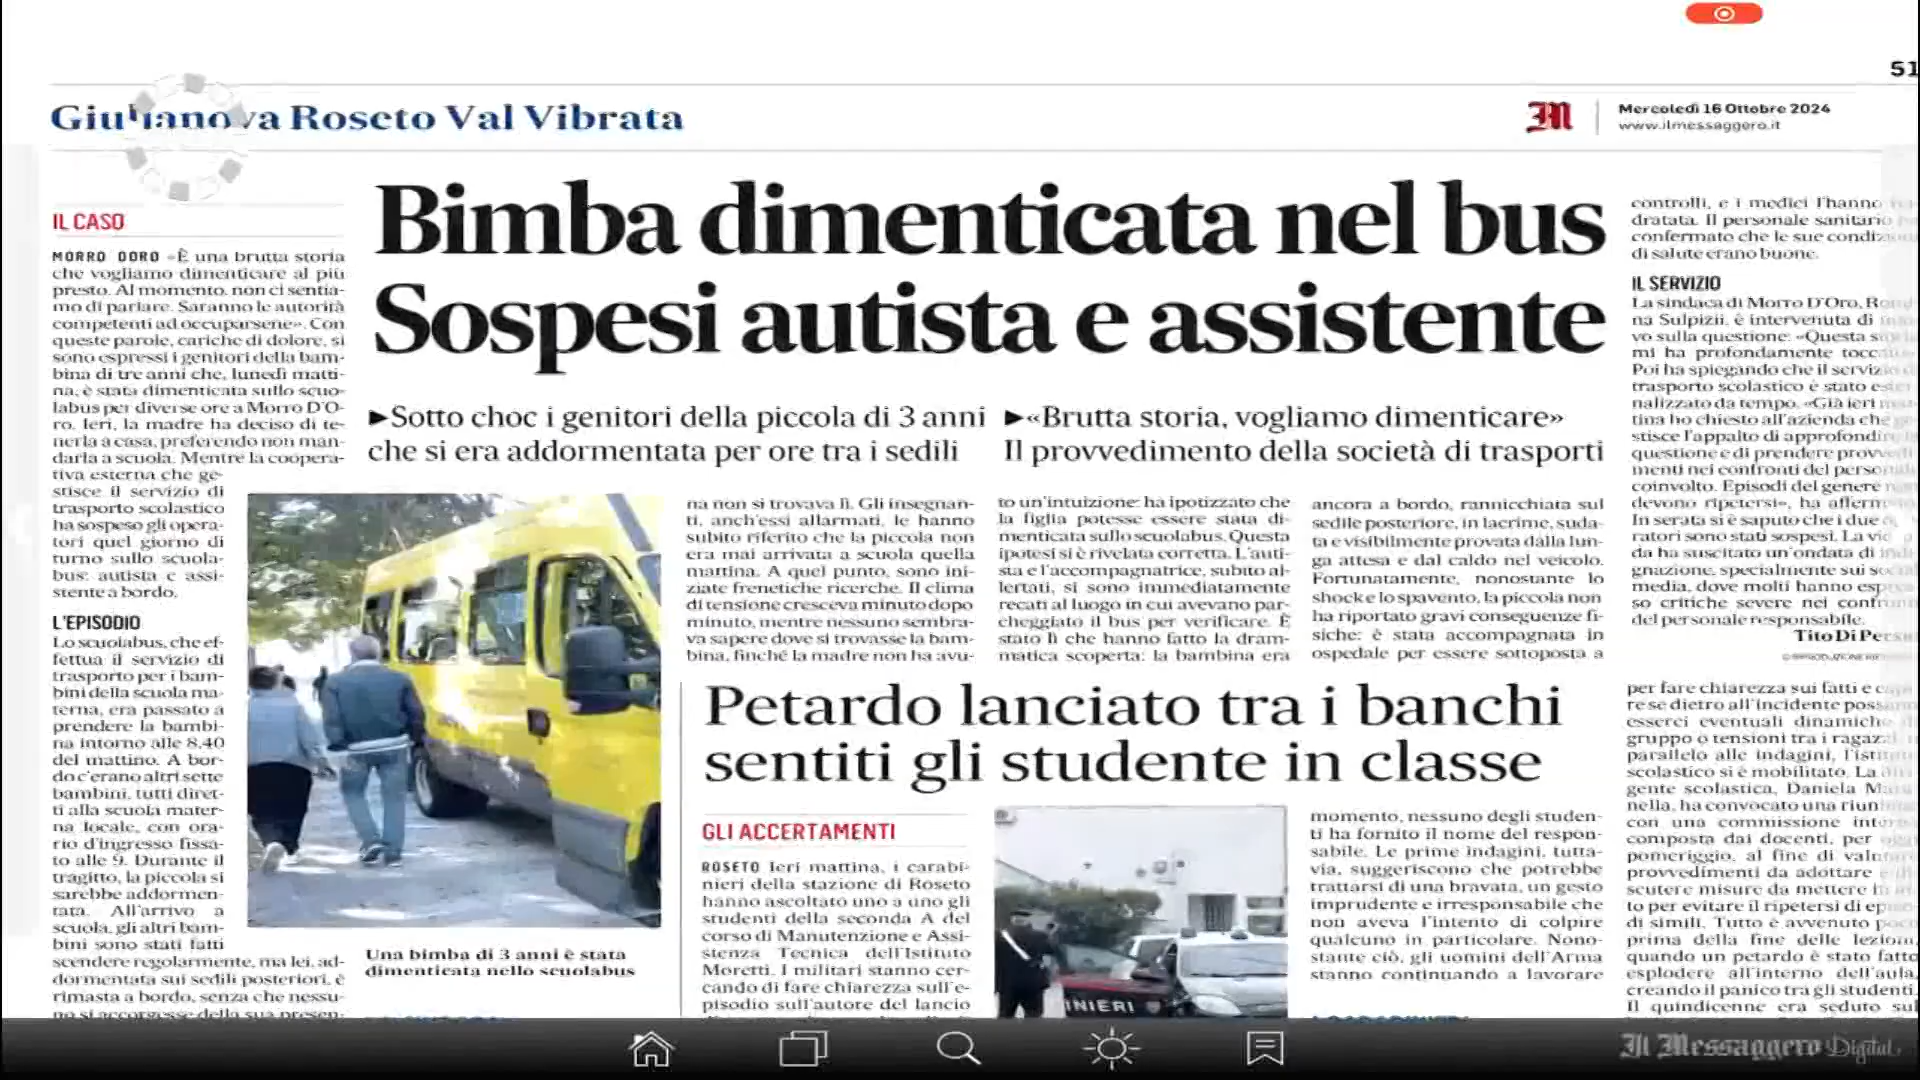 51
Giulianova Roseto Val Vibrata
Mercoledì 16 Ottobre 2024
www.ilmessaggero.it
IL CASO
Bimba dimenticata nel bus
Sospesi autista e assistente
►Sotto choc i genitori della piccola di 3 anni
che si era addormentata per ore tra i sedili
►«Brutta storia, vogliamo dimenticare»
Il provvedimento della società di trasporti
MORRO DORO «È una brutta storia
che vogliamo dimenticare al più
presto. Al momento, non ci sentia-
mo di parlare. Saranno le autorità
competenti ad occuparsene». Con
queste parole, cariche di dolore, si
sono espressi i genitori della bam-
bina di tre anni che, lunedì matti-
na, è stata dimenticata sullo scuo-
labus per diverse ore a Morro D'O-
ro. Ieri, la madre ha deciso di te-
nerla a casa, preferendo non man-
darla a scuola. Mentre la coopera-
tiva esterna che ge-
stisce il servizio di
trasporto scolastico
ha sospeso gli opera-
tori quel giorno di
turno sullo scuola-
bus: autista e assi-
stente a bordo.
L'EPISODIO
Lo scuolabus, che ef-
fettua il servizio di
trasporto per i bam-
bini della scuola ma-
terna, era passato a
prendere la bambi-
na intorno alle 8,40
del mattino. A bor-
do c'erano altri sette
bambini, tutti diret-
ti alla scuola mater-
na locale, con ora-
rio d'ingresso fissa-
to alle 9. Durante il
tragitto, la piccola si
sarebbe addormen-
tata. All'arrivo a
scuola, gli altri bam-
bini sono stati fatti
scendere regolarmente, ma lei, ad-
dormentata sui sedili posteriori, è
rimasta a bordo, senza che nessu-
no si accorgesse della sua presen-
Una bimba di 3 anni è stata
dimenticata nello scuolabus
na non si trovava lì. Gli insegnan-
ti, anch'essi allarmati, le hanno
subito riferito che la piccola non
era mai arrivata a scuola quella
mattina. A quel punto, sono ini-
ziate frenetiche ricerche. Il clima
di tensione cresceva minuto dopo
minuto, mentre nessuno sembra-
va sapere dove si trovasse la bam-
bina, finché la madre non ha avu-
to un'intuizione: ha ipotizzato che
la figlia potesse essere stata di-
menticata sullo scuolabus. Questa
ipotesi si è rivelata corretta. L'auti-
sta e l'accompagnatrice, subito al-
lertati, si sono immediatamente
recati al luogo in cui avevano par-
cheggiato il bus per verificare. È
stato lì che hanno fatto la dram-
matica scoperta: la bambina era
ancora a bordo, rannicchiata sul
sedile posteriore, in lacrime, suda-
ta e visibilmente provata dalla lun-
ga attesa e dal caldo nel veicolo.
Fortunatamente, nonostante lo
shock e lo spavento, la piccola non
ha riportato gravi conseguenze fi-
siche: è stata accompagnata in
ospedale per essere sottoposta a
controlli, e i medici l'hanno
dratata. Il personale sanitario
confermato che le sue
di salute erano buone.
IL SERVIZIO
La sindaca di Morro D'Oro,
na Sulpizii, è intervenuta di
vo sulla questione: «Questa
mi ha profondamente
Poi ha spiegando che il servizio
trasporto scolastico è stato
nalizzato da tempo. «Già ieri
tina ho chiesto all'azienda che
stisce l'appalto di approfondire
questione e di prendere
menti nei confronti del
coinvolto. Episodi del genere
devono ripetersi», ha
In serata si è saputo che i due
ratori sono stati sospesi. La
da ha suscitato un'ondata di
gnazione, specialmente sui
media, dove molti hanno
so critiche severe nei
del personale responsabile.
Tito Di
Petardo lanciato tra i banchi
sentiti gli studente in classe
GLI ACCERTAMENTI
ROSETO Ieri mattina, i carabi-
nieri della stazione di Roseto
hanno ascoltato uno a uno gli
studenti della seconda A del
corso di Manutenzione e Assi-
stenza Tecnica dell'Istituto
Moretti. I militari stanno cer-
cando di fare chiarezza sull'e-
pisodio sull'autore del lancio
INIERI
momento, nessuno degli studen-
ti ha fornito il nome del respon-
sabile. Le prime indagini, tutta-
via, suggeriscono che potrebbe
trattarsi di una bravata, un gesto
imprudente e irresponsabile che
non aveva l'intento di colpire
qualcuno in particolare. Nono-
stante ciò, gli uomini dell'Arma
stanno continuando a lavorare
per fare chiarezza sui fatti e
re se dietro all'incidente
esserci eventuali dinamiche
gruppo o tensioni tra i
parallelo alle indagini,
scolastico si è mobilitato. La
gente scolastica, Daniela
nella, ha convocato una
con una commissione
composta dai docenti, per
pomeriggio, al fine di
provvedimenti da adottare e
scutere misure da mettere in
to per evitare il ripetersi di
di simili. Tutto è avvenuto
prima della fine delle lezioni,
quando un petardo è stato fatto
esplodere all'interno dell'aula,
creando il panico tra gli studenti.
Il quindicenne era seduto
Il Messaggero Digital